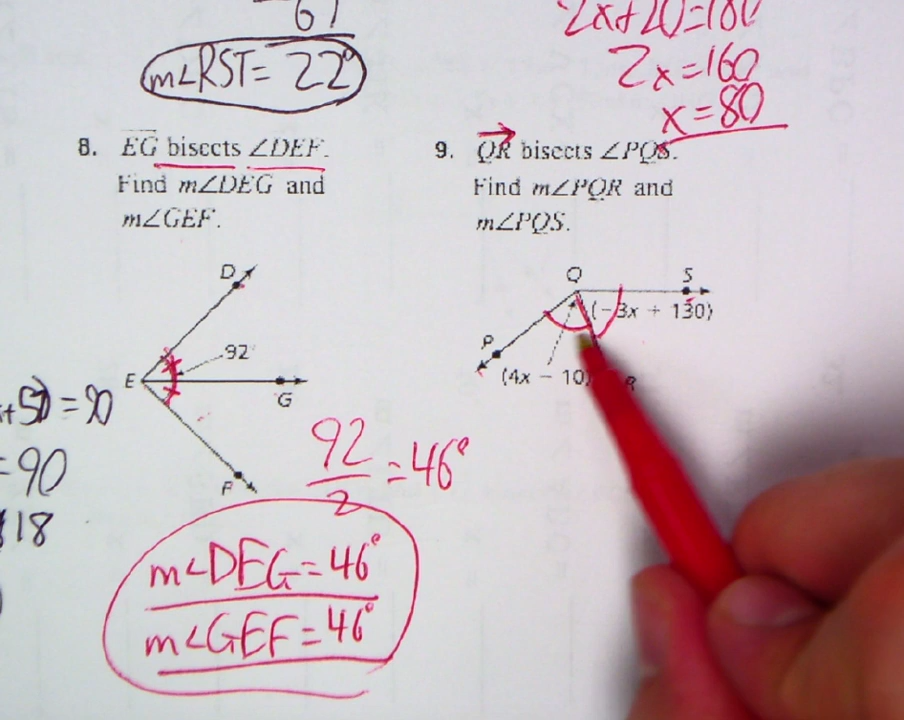 67
m∠RST = 22°
2x+20=180
2x=160
x=80
8. EG bisects ∠DEF.
Find m∠DEG and
m∠GEF.
9. QR bisects ∠PQS.
Find m∠PQR and
m∠PQS.
D
92°
E
G
F
Q
S
(-3x + 130)
P
(4x - 10)
R
+50) = 90
=90
18
92
2
=46°
m∠DEG=46°
m∠GEF=46°